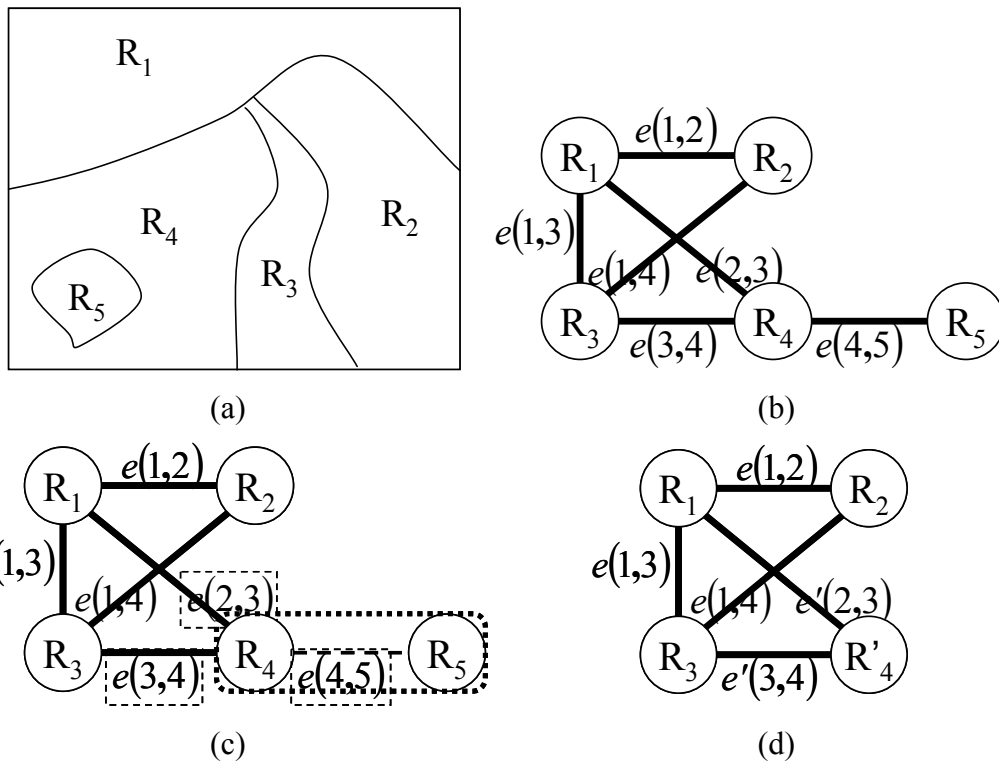 R1
R4
R2
R3
R5
(a)
R1 e(1,2) R2
e(1,3)
e(1,4) e(2,3)
R3 e(3,4) R4 e(4,5) R5
(b)
R1 e(1,2) R2
(1,3)
e(1,4) e(2,3)
R3 e(3,4) R4 e(4,5) R5
(c)
R1 e(1,2) R2
e(1,3)
e(1,4) e'(2,3)
R3 e'(3,4) R'4
(d)